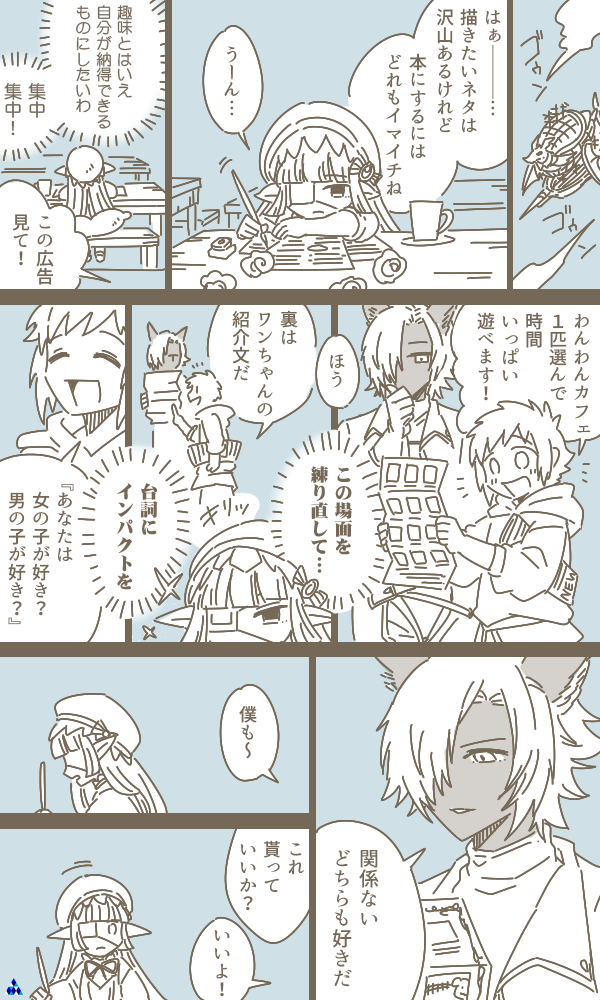 はぁ───…
描きたいネタは
沢山あるけれど
本にするには
どれもイマイチね
うーん…
趣味とはいえ
自分が納得できる
ものにしたいわ
集中
集中！
この広告
見て！
ゴゥン
ゴゥン
わんわんカフェ
１匹選んで
時間
いっぱい
遊べます！
NEW
ほう
この場面を
練り直して…
裏は
ワンちゃんの
紹介文だ
キリッ
台詞に
インパクトを
『あなたは
女の子が好き？
男の子が好き？』
関係ない
どちらも好きだ
僕も〜
これ
貰って
いいか？
いいよ！